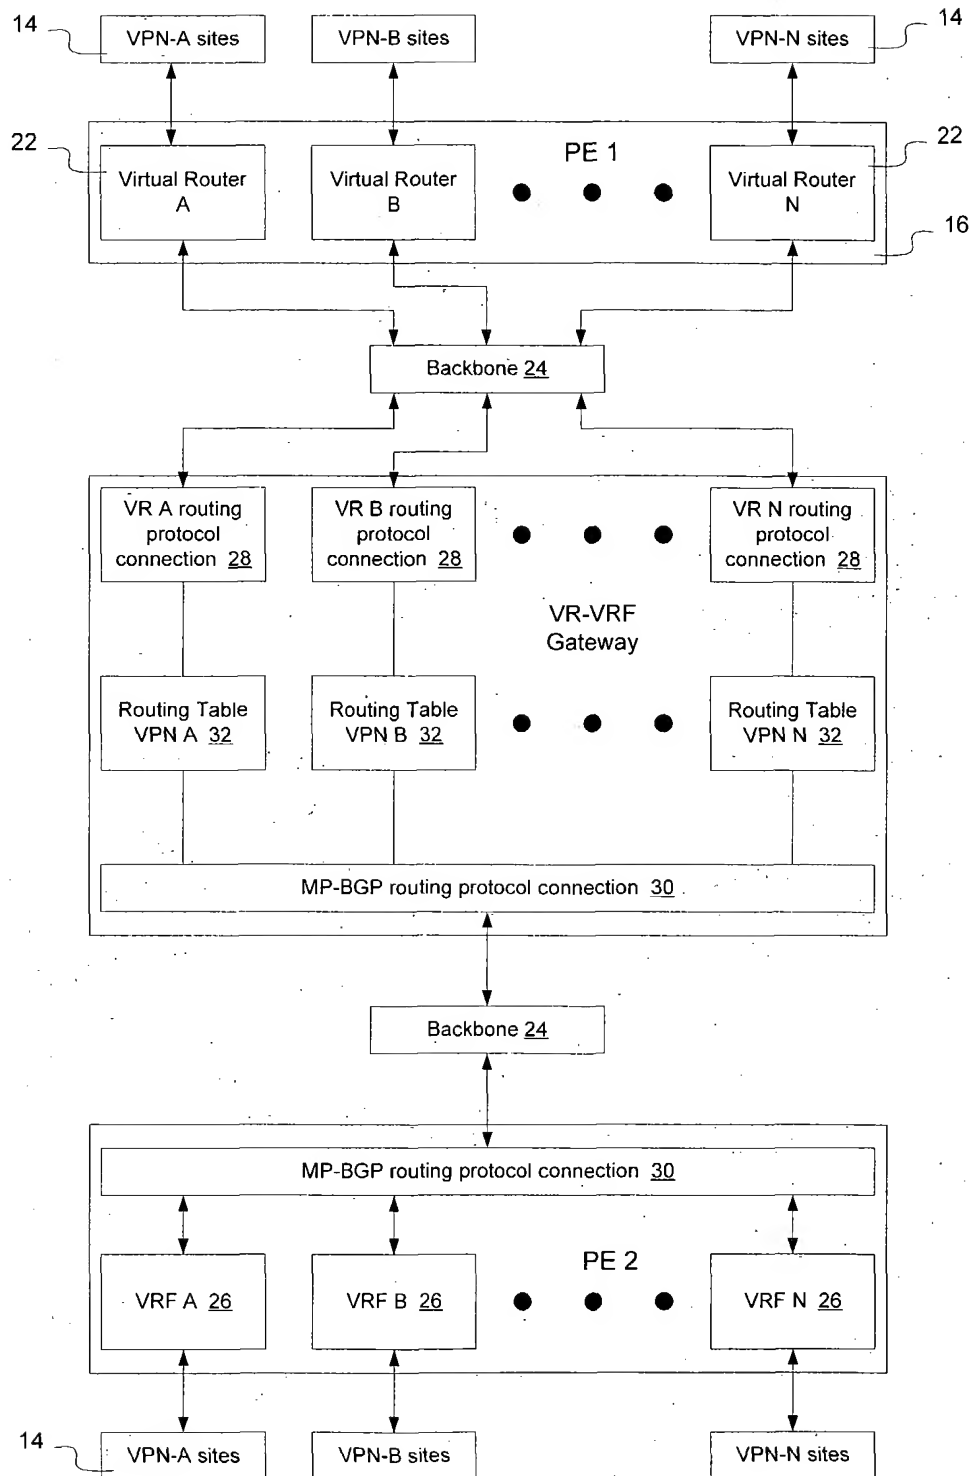 14
VPN-A sites
VPN-B sites
VPN-N sites
14
22
PE 1
22
Virtual Router
A
Virtual Router
B
Virtual Router
N
16
Backbone 24
VR A routing
protocol
connection 28
VR B routing
protocol
connection 28
VR N routing
protocol
connection 28
VR-VRF
Gateway
Routing Table
VPN A 32
Routing Table
VPN B 32
Routing Table
VPN N 32
MP-BGP routing protocol connection 30
Backbone 24
MP-BGP routing protocol connection 30
PE 2
VRF A 26
VRF B 26
VRF N 26
14
VPN-A sites
VPN-B sites
VPN-N sites